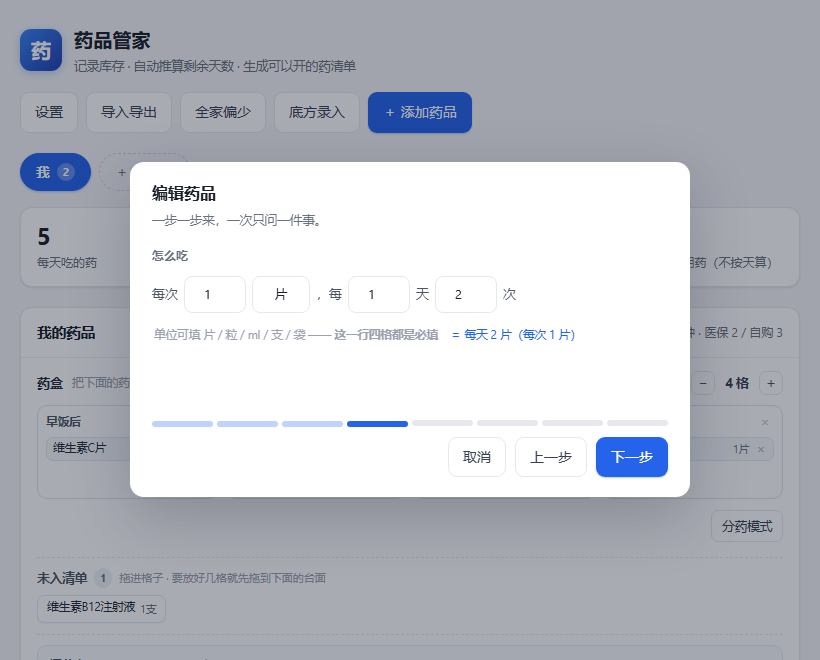 药
药品管家
记录库存 · 自动推算剩余天数 · 生成可以开的药清单
设置
导入导出
全家偏少
底方录入
+ 添加药品
我 2
+
5
每天吃的药
用药（不按天算）
编辑药品
一步一步来，一次只问一件事。
怎么吃
每次 1 片 ，每 1 天 2 次
单位可填 片 / 粒 / ml / 支 / 袋 —— 这一行四格都是必填 = 每天 2 片（每次 1 片）
取消
上一步
下一步
我的药品
· 医保 2 / 自购 3
药盒 把下面的药
− 4 格 +
早饭后 ×
维生素C片
1片 ×
分药模式
未入清单 1 拖进格子 · 要放好几格就先拖到下面的台面
维生素B12注射液 1支